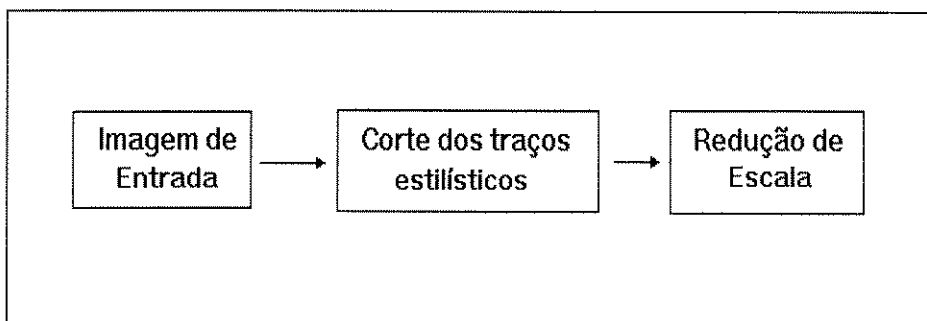 Imagem de
Entrada
Corte dos traços
estilísticos
Redução de
Escala